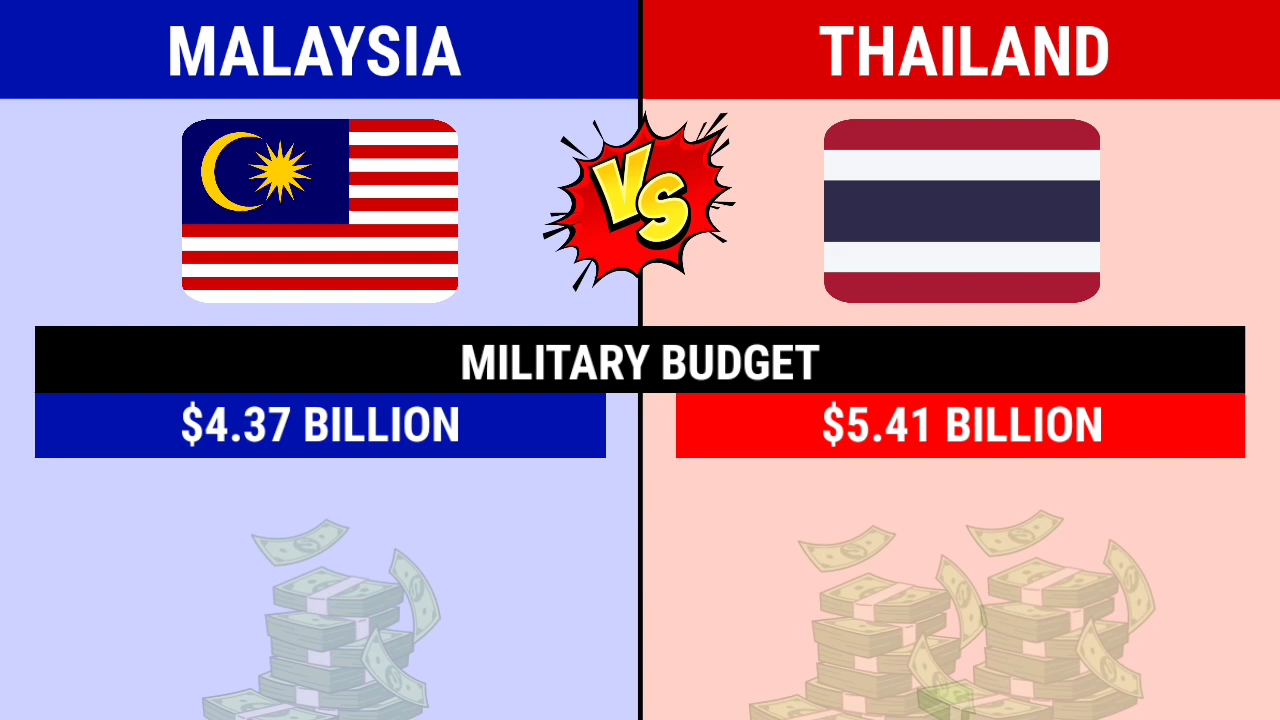 MALAYSIA
THAILAND
VS
MILITARY BUDGET
$4.37 BILLION
$5.41 BILLION